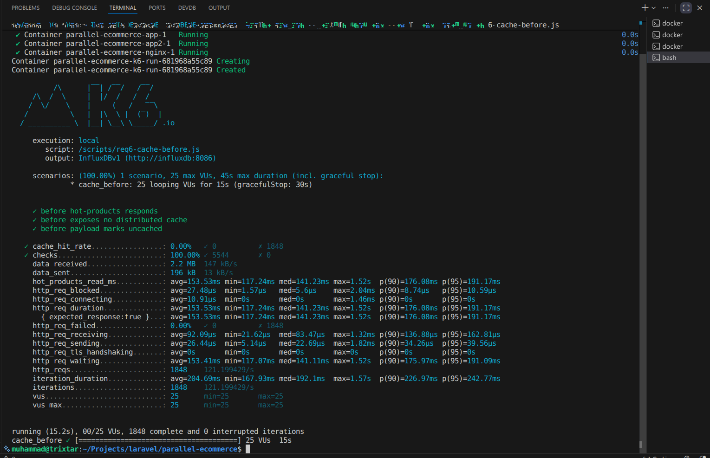 PROBLEMS DEBUG CONSOLE TERMINAL PORTS DEVDB OUTPUT
6-cache-before.js
✔ Container parallel-ecommerce-app-1 Running 0.0s
✔ Container parallel-ecommerce-app2-1 Running 0.0s
✔ Container parallel-ecommerce-nginx-1 Running 0.0s
Container parallel-ecommerce-k6-run-681968a55c89 Creating
Container parallel-ecommerce-k6-run-681968a55c89 Created
.io
execution: local
script: /scripts/req6-cache-before.js
output: InfluxDBv1 (http://influxdb:8086)
scenarios: (100.00%) 1 scenario, 25 max VUs, 45s max duration (incl. graceful stop):
* cache_before: 25 looping VUs for 15s (gracefulStop: 30s)
✓ before hot-products responds
✓ before exposes no distributed cache
✓ before payload marks uncached
✓ cache_hit_rate.................: 0.00% ✓ 0 ✗ 1848
✓ checks.........................: 100.00% ✓ 5544 ✗ 0
data_received..................: 2.2 MB 147 kB/s
data_sent......................: 196 kB 13 kB/s
hot_products_read_ms...........: avg=153.53ms min=117.24ms med=141.23ms max=1.52s p(90)=176.08ms p(95)=191.17ms
http_req_blocked...............: avg=27.48µs min=1.57µs med=5.6µs max=2.04ms p(90)=8.74µs p(95)=10.59µs
http_req_connecting............: avg=10.91µs min=0s med=0s max=1.46ms p(90)=0s p(95)=0s
http_req_duration..............: avg=153.53ms min=117.24ms med=141.23ms max=1.52s p(90)=176.08ms p(95)=191.17ms
{ expected_response:true }...: avg=153.53ms min=117.24ms med=141.23ms max=1.52s p(90)=176.08ms p(95)=191.17ms
http_req_failed................: 0.00% ✓ 0 ✗ 1848
http_req_receiving.............: avg=92.09µs min=21.62µs med=83.47µs max=1.32ms p(90)=136.88µs p(95)=162.81µs
http_req_sending...............: avg=26.44µs min=5.14µs med=22.69µs max=1.82ms p(90)=34.26µs p(95)=39.56µs
http_req_tls_handshaking.......: avg=0s min=0s med=0s max=0s p(90)=0s p(95)=0s
http_req_waiting...............: avg=153.41ms min=117.07ms med=141.11ms max=1.52s p(90)=175.97ms p(95)=191.09ms
http_reqs......................: 1848 121.199429/s
iteration_duration.............: avg=204.69ms min=167.93ms med=192.1ms max=1.57s p(90)=226.97ms p(95)=242.77ms
iterations.....................: 1848 121.199429/s
vus............................: 25 min=25 max=25
vus_max........................: 25 min=25 max=25
running (15.2s), 00/25 VUs, 1848 complete and 0 interrupted iterations
cache_before ✓ [======================================] 25 VUs 15s
muhammad@trixtar:~/Projects/laravel/parallel-ecommerce$
docker
docker
docker
bash